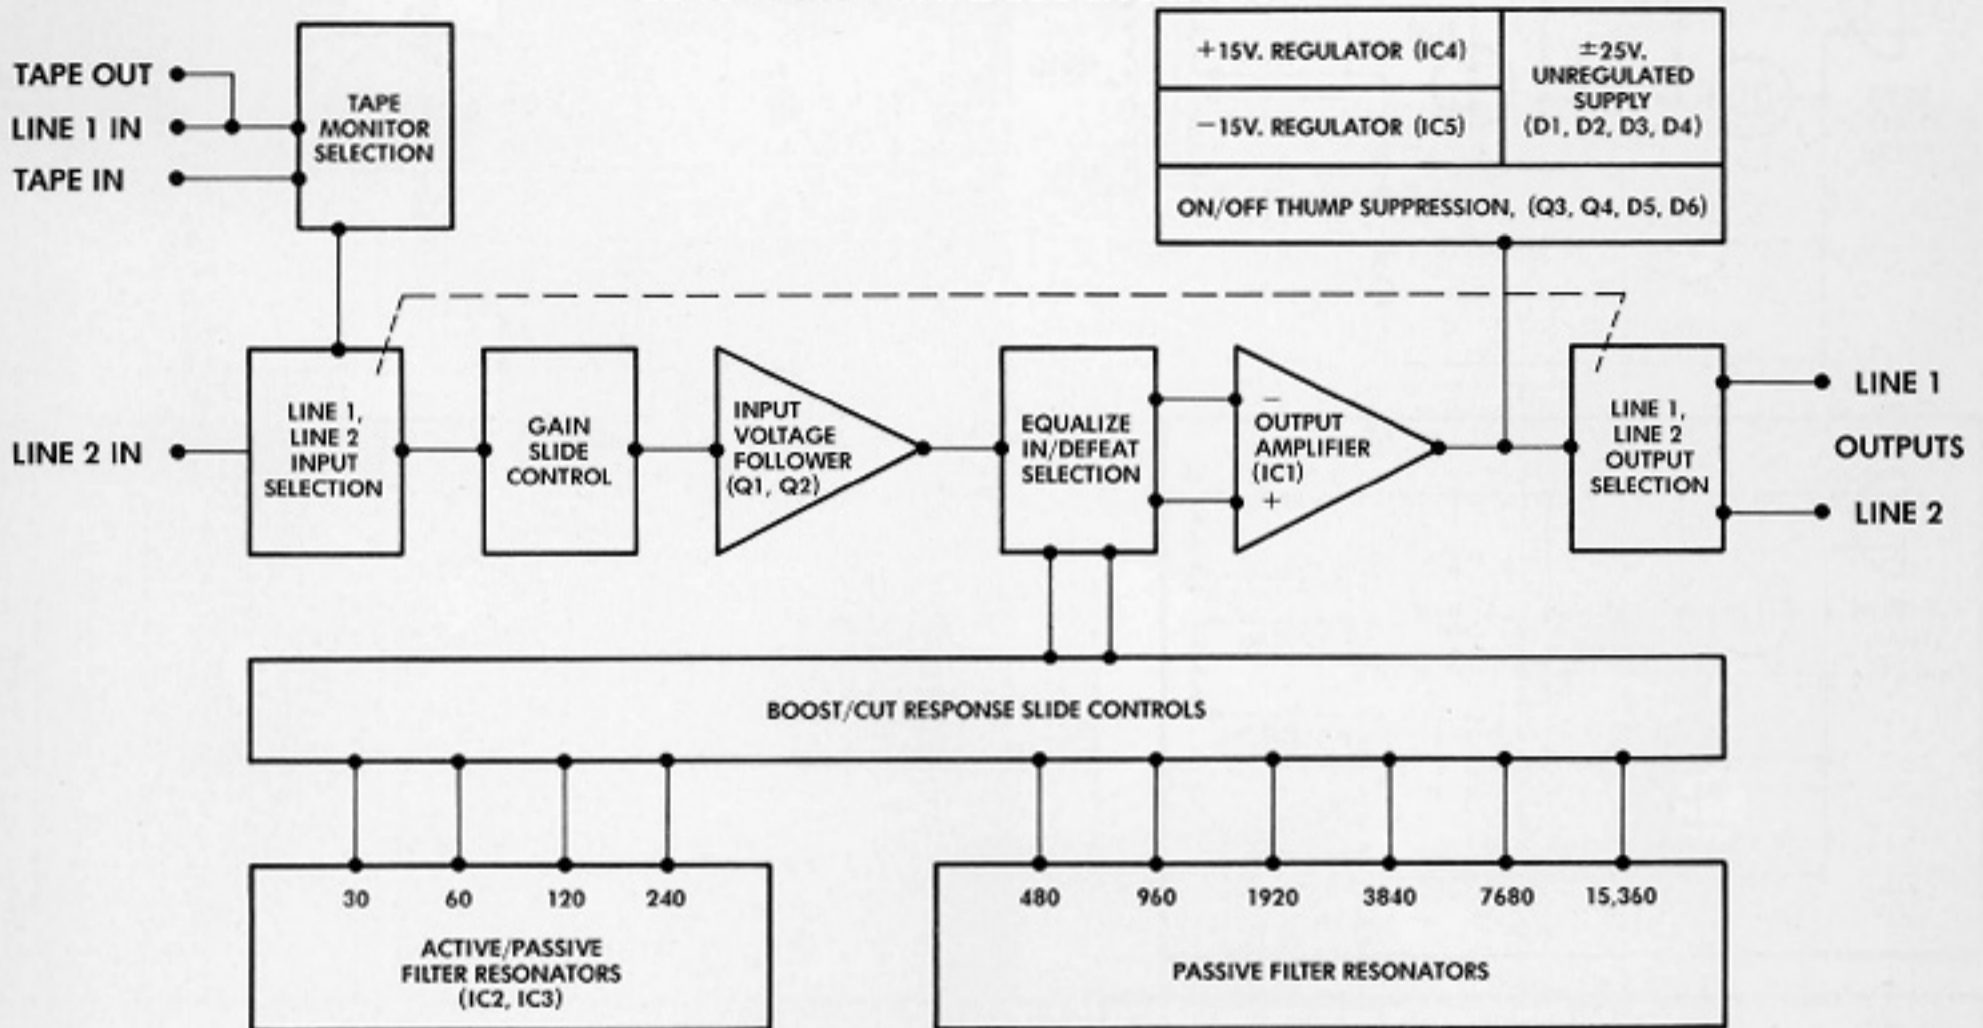 TAPE OUT
LINE 1 IN
TAPE IN
TAPE
MONITOR
SELECTION
+15V. REGULATOR (IC4)
−15V. REGULATOR (IC5)
±25V.
UNREGULATED
SUPPLY
(D1, D2, D3, D4)
ON/OFF THUMP SUPPRESSION, (Q3, Q4, D5, D6)
LINE 2 IN
LINE 1,
LINE 2
INPUT
SELECTION
GAIN
SLIDE
CONTROL
INPUT
VOLTAGE
FOLLOWER
(Q1, Q2)
EQUALIZE
IN/DEFEAT
SELECTION
−
OUTPUT
AMPLIFIER
(IC1)
+
LINE 1,
LINE 2
OUTPUT
SELECTION
LINE 1
OUTPUTS
LINE 2
BOOST/CUT RESPONSE SLIDE CONTROLS
30 60 120 240
ACTIVE/PASSIVE
FILTER RESONATORS
(IC2, IC3)
480 960 1920 3840 7680 15,360
PASSIVE FILTER RESONATORS